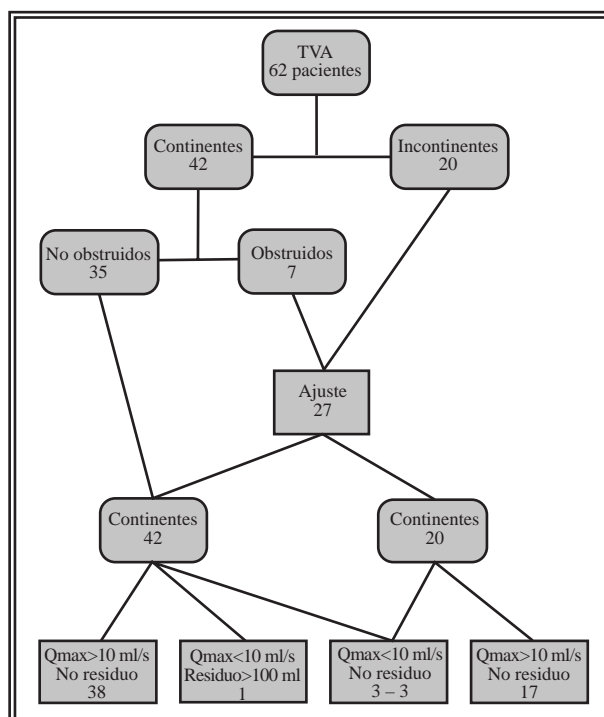 TVA
62 pacientes
Continentes
42
Incontinentes
20
No obstruidos
35
Obstruidos
7
Ajuste
27
Continentes
42
Continentes
20
Qmax>10 ml/s
No residuo
38
Qmax<10 ml/s
Residuo>100 ml
1
Qmax<10 ml/s
No residuo
3 – 3
Qmax>10 ml/s
No residuo
17